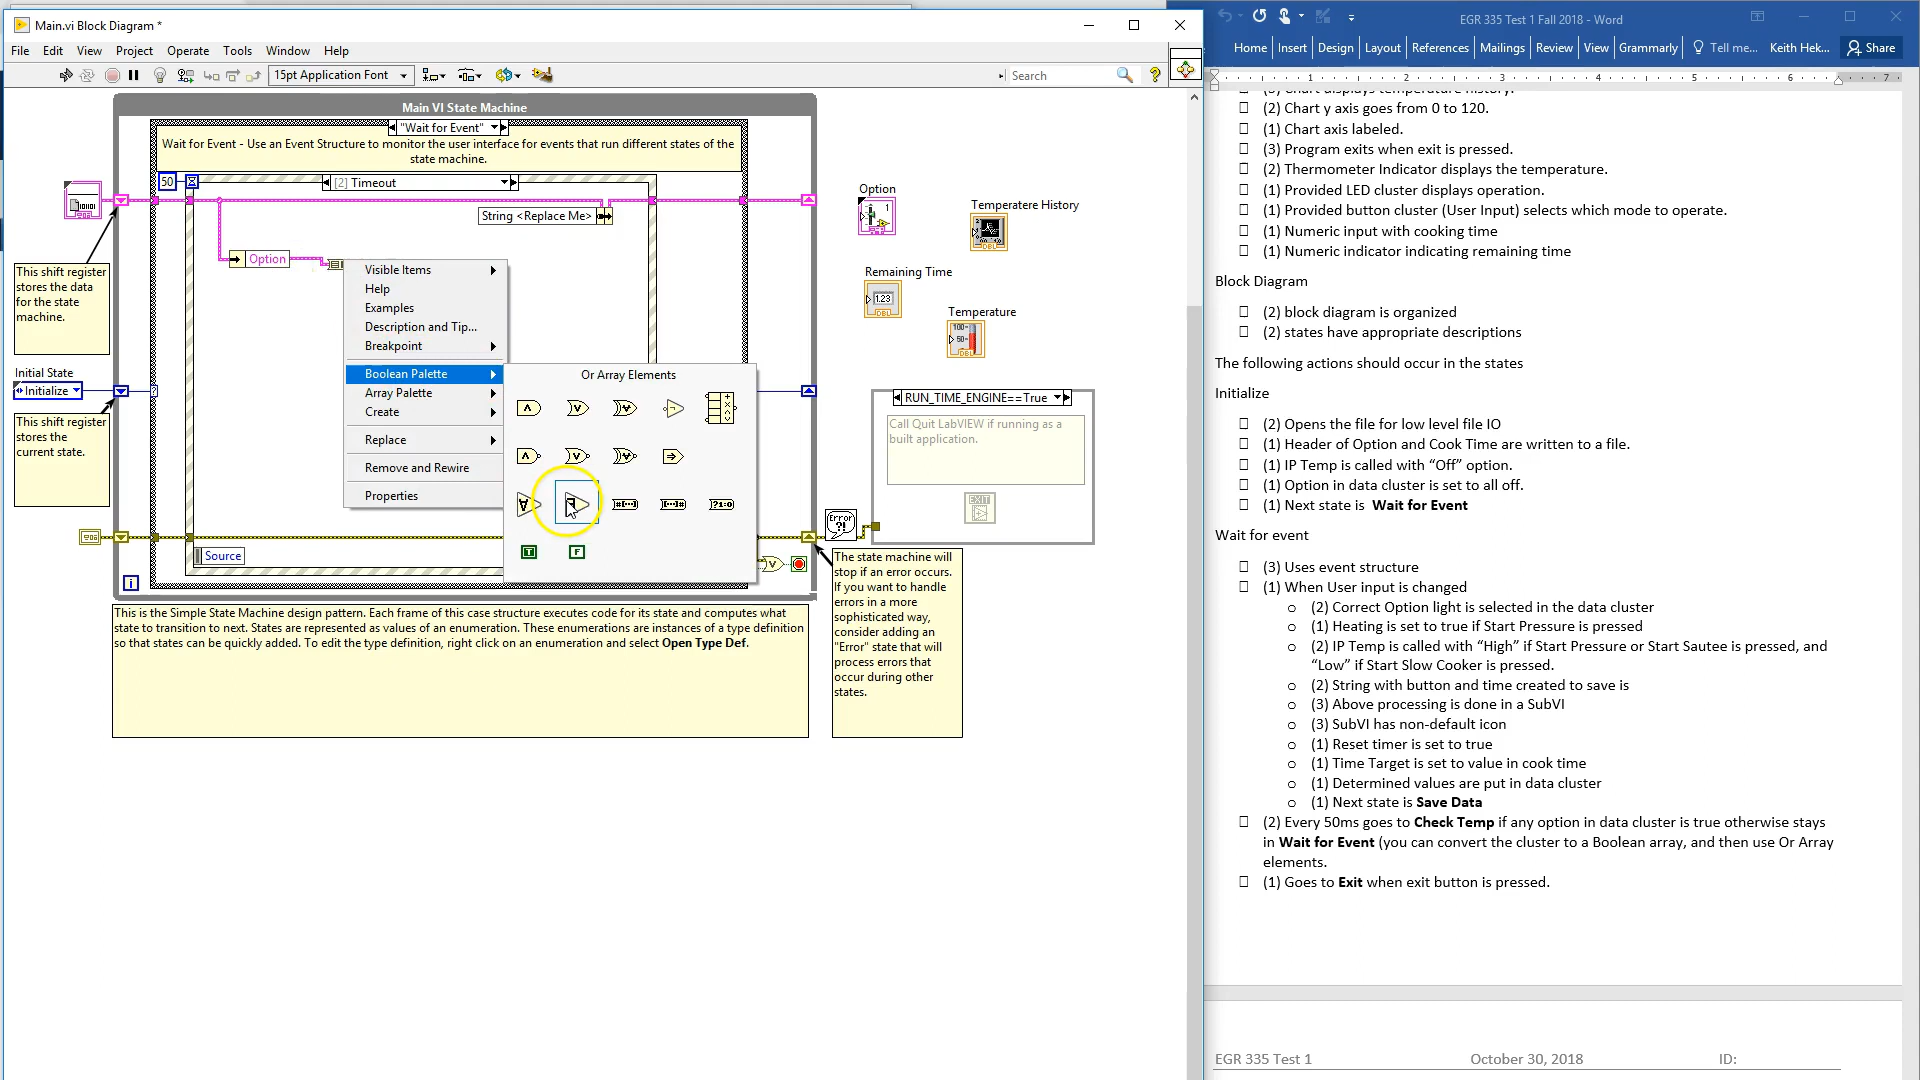 Main.vi Block Diagram *
File Edit View Project Operate Tools Window Help
15pt Application Font
Search
Main VI State Machine
"Wait for Event"
Wait for Event - Use an Event Structure to monitor the user interface for events that run different states of the
state machine.
50
[2] Timeout
String <Replace Me>
Option
This shift register
stores the data
for the state
machine.
Initial State
Initialize
This shift register
stores the
current state.
Source
i
Visible Items
Help
Examples
Description and Tip...
Breakpoint
Boolean Palette
Array Palette
Create
Replace
Remove and Rewire
Properties
Or Array Elements
T
F
This is the Simple State Machine design pattern. Each frame of this case structure executes code for its state and computes what
state to transition to next. States are represented as values of an enumeration. These enumerations are instances of a type definition
so that states can be quickly added. To edit the type definition, right click on an enumeration and select Open Type Def.
Option
Temperatere History
DBL
Remaining Time
1.23
DBL
Temperature
100
50
DBL
RUN_TIME_ENGINE==True
Call Quit LabVIEW if running as a
built application.
EXIT
Error
?!
The state machine will
stop if an error occurs.
If you want to handle
errors in a more
sophisticated way,
consider adding an
"Error" state that will
process errors that
occur during other
states.
EGR 335 Test 1 Fall 2018 - Word
Home Insert Design Layout References Mailings Review View Grammarly Tell me... Keith Hek... Share
1 2 3 4 5 6 7
(3) Chart displays temperature history.
(2) Chart y axis goes from 0 to 120.
(1) Chart axis labeled.
(3) Program exits when exit is pressed.
(2) Thermometer Indicator displays the temperature.
(1) Provided LED cluster displays operation.
(1) Provided button cluster (User Input) selects which mode to operate.
(1) Numeric input with cooking time
(1) Numeric indicator indicating remaining time
Block Diagram
(2) block diagram is organized
(2) states have appropriate descriptions
The following actions should occur in the states
Initialize
(2) Opens the file for low level file IO
(1) Header of Option and Cook Time are written to a file.
(1) IP Temp is called with “Off” option.
(1) Option in data cluster is set to all off.
(1) Next state is Wait for Event
Wait for event
(3) Uses event structure
(1) When User input is changed
o (2) Correct Option light is selected in the data cluster
o (1) Heating is set to true if Start Pressure is pressed
o (2) IP Temp is called with “High” if Start Pressure or Start Sautee is pressed, and
“Low” if Start Slow Cooker is pressed.
o (2) String with button and time created to save is
o (3) Above processing is done in a SubVI
o (3) SubVI has non-default icon
o (1) Reset timer is set to true
o (1) Time Target is set to value in cook time
o (1) Determined values are put in data cluster
o (1) Next state is Save Data
(2) Every 50ms goes to Check Temp if any option in data cluster is true otherwise stays
in Wait for Event (you can convert the cluster to a Boolean array, and then use Or Array
elements.
(1) Goes to Exit when exit button is pressed.
EGR 335 Test 1 October 30, 2018 ID: